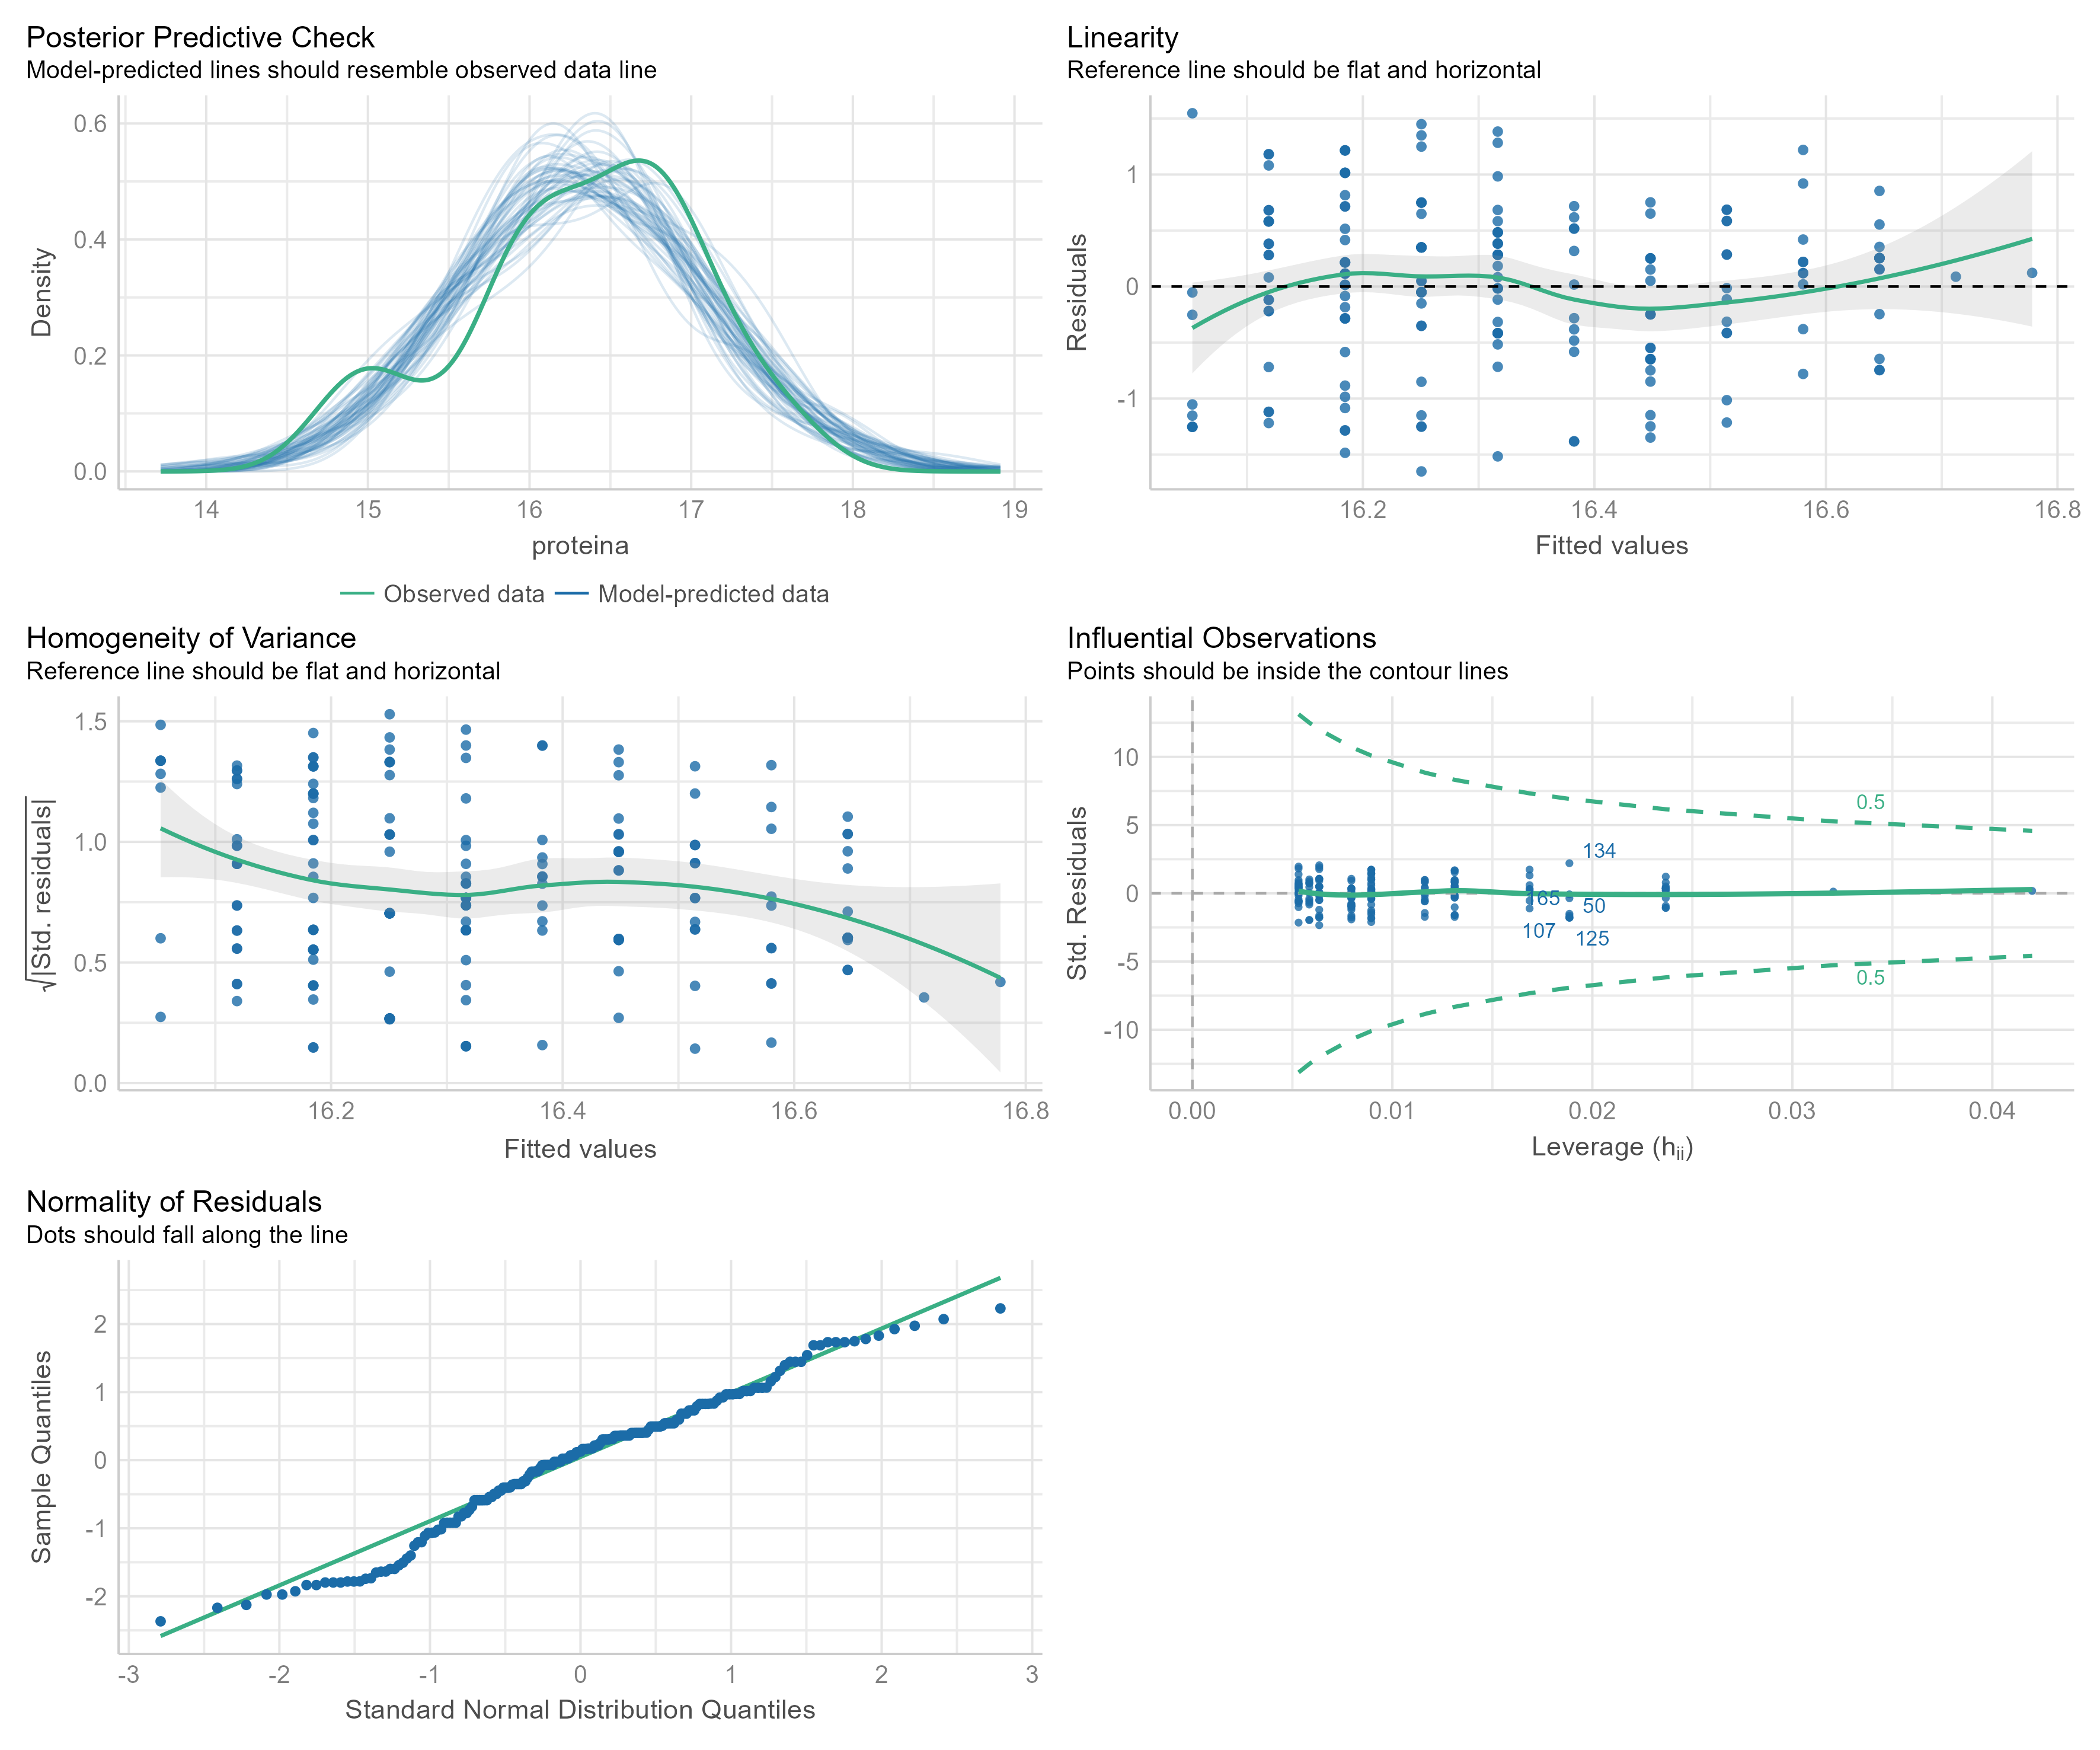 Posterior Predictive Check
Model-predicted lines should resemble observed data line
0.6
0.4
0.2
0.0
Density
14 15 16 17 18 19
proteina
Observed data Model-predicted data
Linearity
Reference line should be flat and horizontal
1
0
-1
Residuals
16.2 16.4 16.6 16.8
Fitted values
Homogeneity of Variance
Reference line should be flat and horizontal
1.5
1.0
0.5
0.0
√|Std. residuals|
16.2 16.4 16.6 16.8
Fitted values
Influential Observations
Points should be inside the contour lines
10
5
0
-5
-10
Std. Residuals
0.5
134
165
50
107
125
0.5
0.00 0.01 0.02 0.03 0.04
Leverage (hii)
Normality of Residuals
Dots should fall along the line
2
1
0
-1
-2
Sample Quantiles
-3 -2 -1 0 1 2 3
Standard Normal Distribution Quantiles